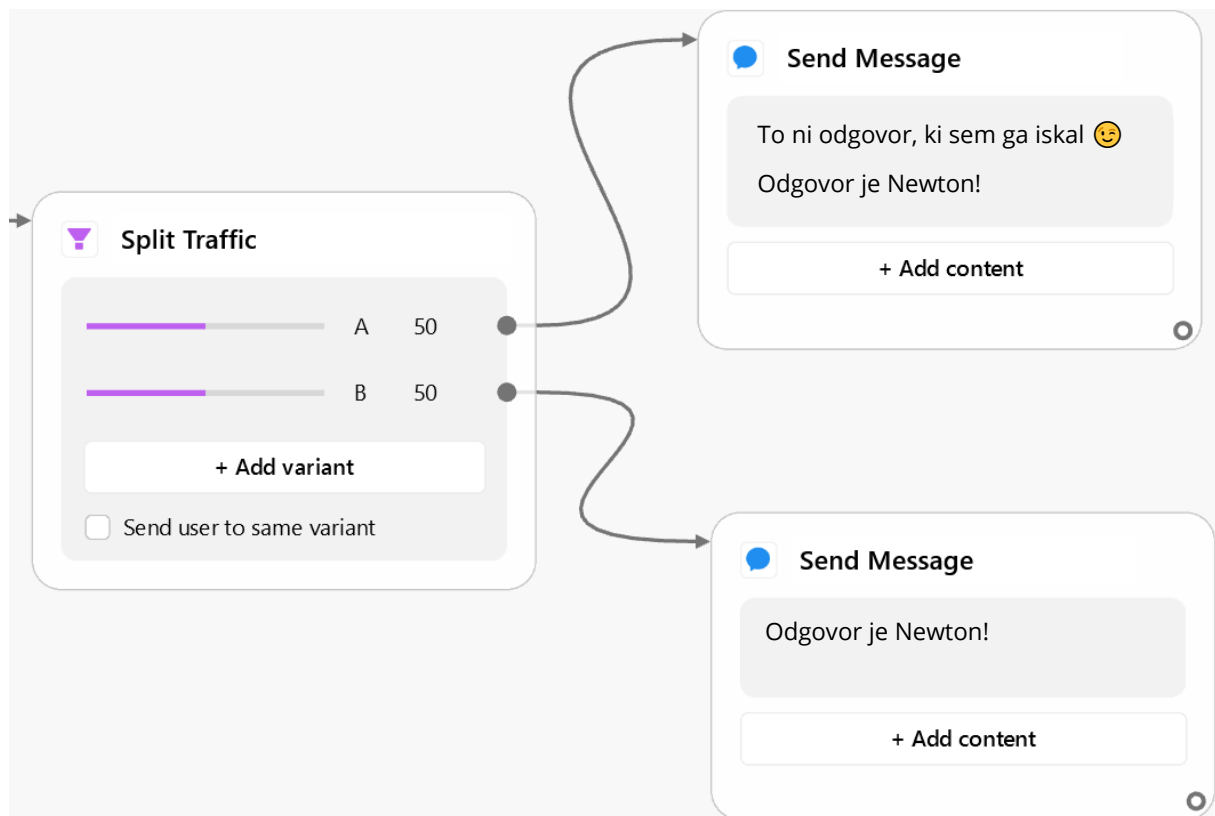 Split Traffic
A 50
B 50
+ Add variant
Send user to same variant
Send Message
To ni odgovor, ki sem ga iskal 😉
Odgovor je Newton!
+ Add content
Send Message
Odgovor je Newton!
+ Add content